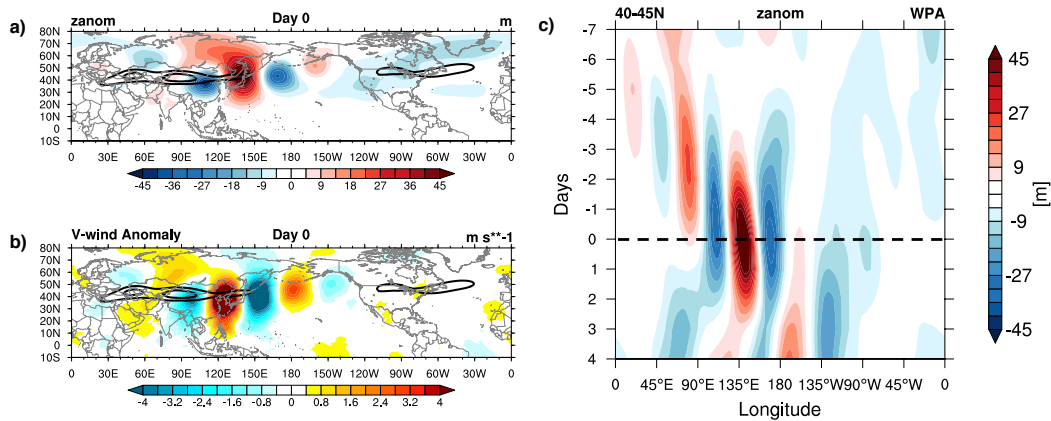 a)
zanom Day 0 m
80N
70N
60N
50N
40N
30N
20N
10N
0
10S
0 30E 60E 90E 120E 150E 180 150W 120W 90W 60W 30W 0
-45 -36 -27 -18 -9 0 9 18 27 36 45
b)
V-wind Anomaly Day 0 m s**-1
80N
70N
60N
50N
40N
30N
20N
10N
0
10S
0 30E 60E 90E 120E 150E 180 150W 120W 90W 60W 30W 0
-4 -3.2 -2.4 -1.6 -0.8 0 0.8 1.6 2.4 3.2 4
c)
40-45N zanom WPA
-7
-6
-5
-4
-3
-2
-1
0
1
2
3
4
Days
0 45°E 90°E 135°E 180 135°W 90°W 45°W 0
Longitude
45
27
9
-9
-27
-45
[m]